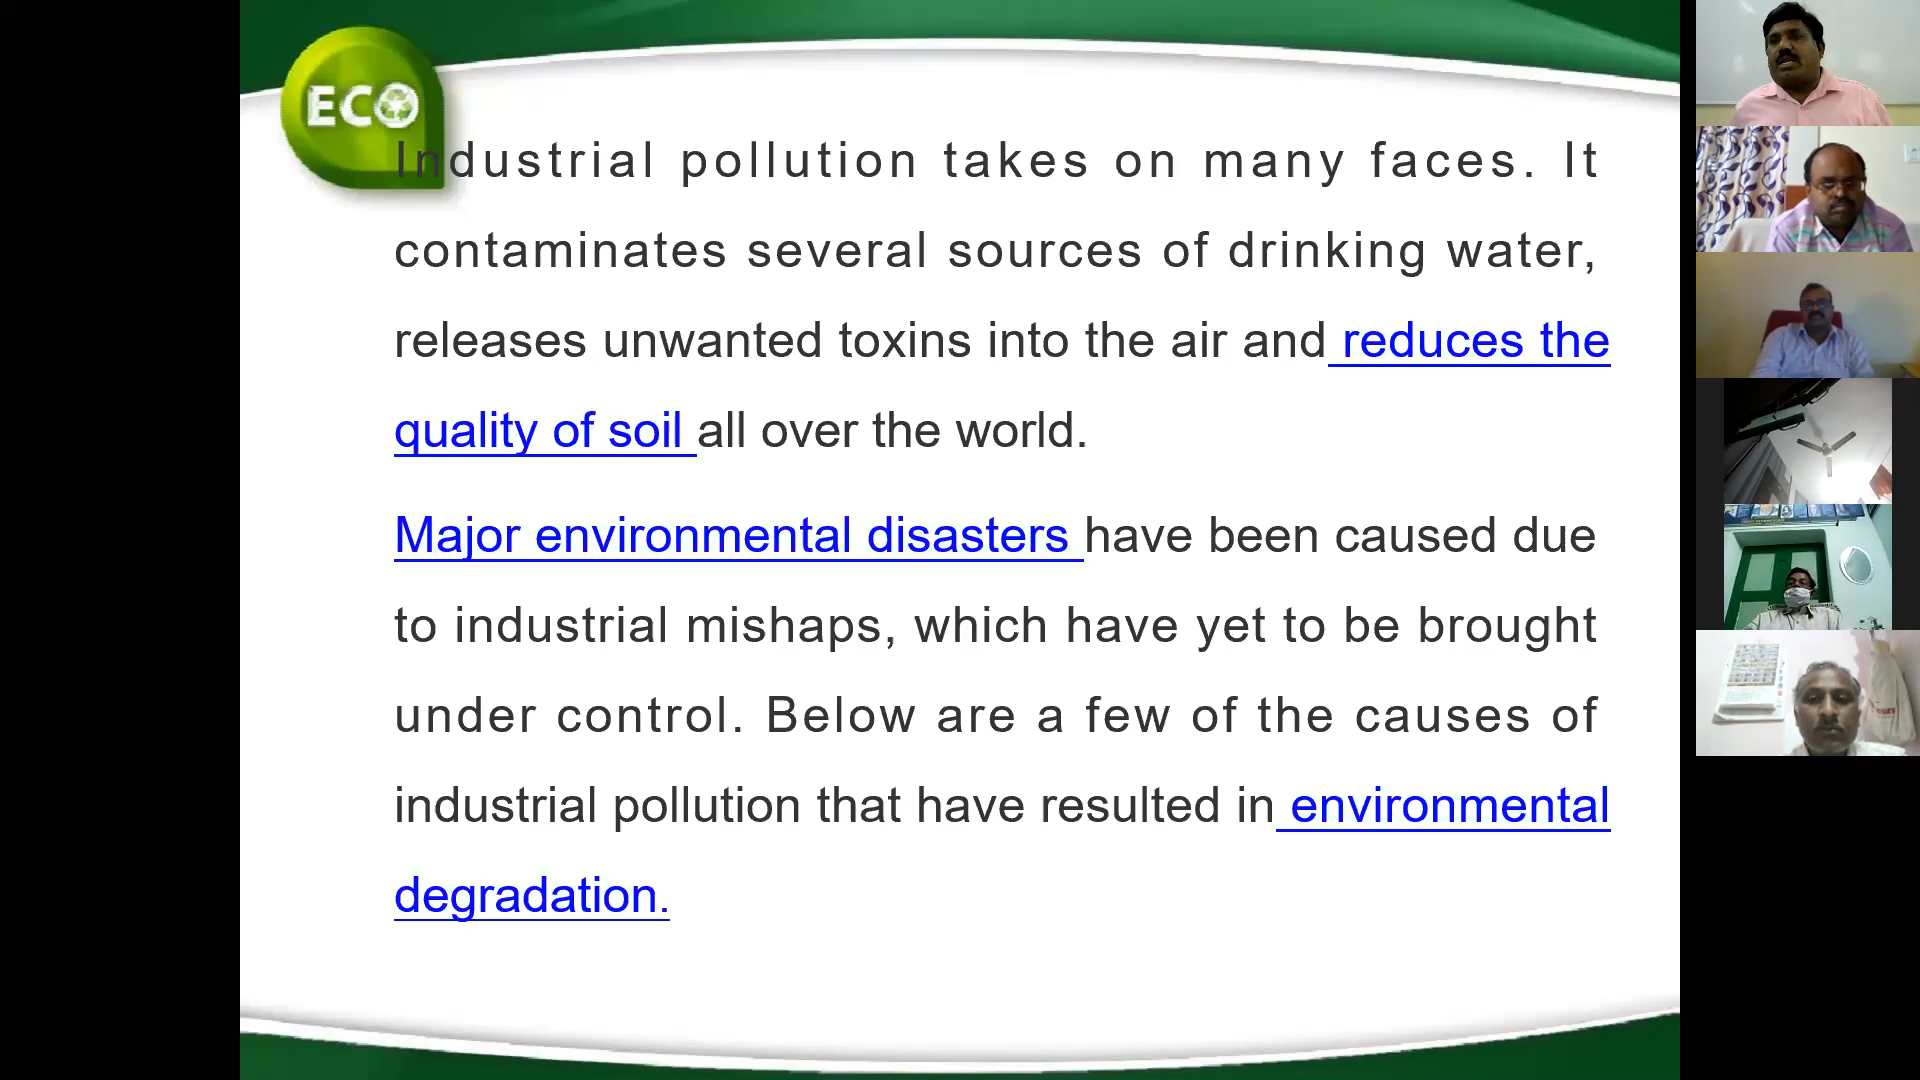 ECO
Industrial pollution takes on many faces. It
contaminates several sources of drinking water,
releases unwanted toxins into the air and reduces the
quality of soil all over the world.
Major environmental disasters have been caused due
to industrial mishaps, which have yet to be brought
under control. Below are a few of the causes of
industrial pollution that have resulted in environmental
degradation.